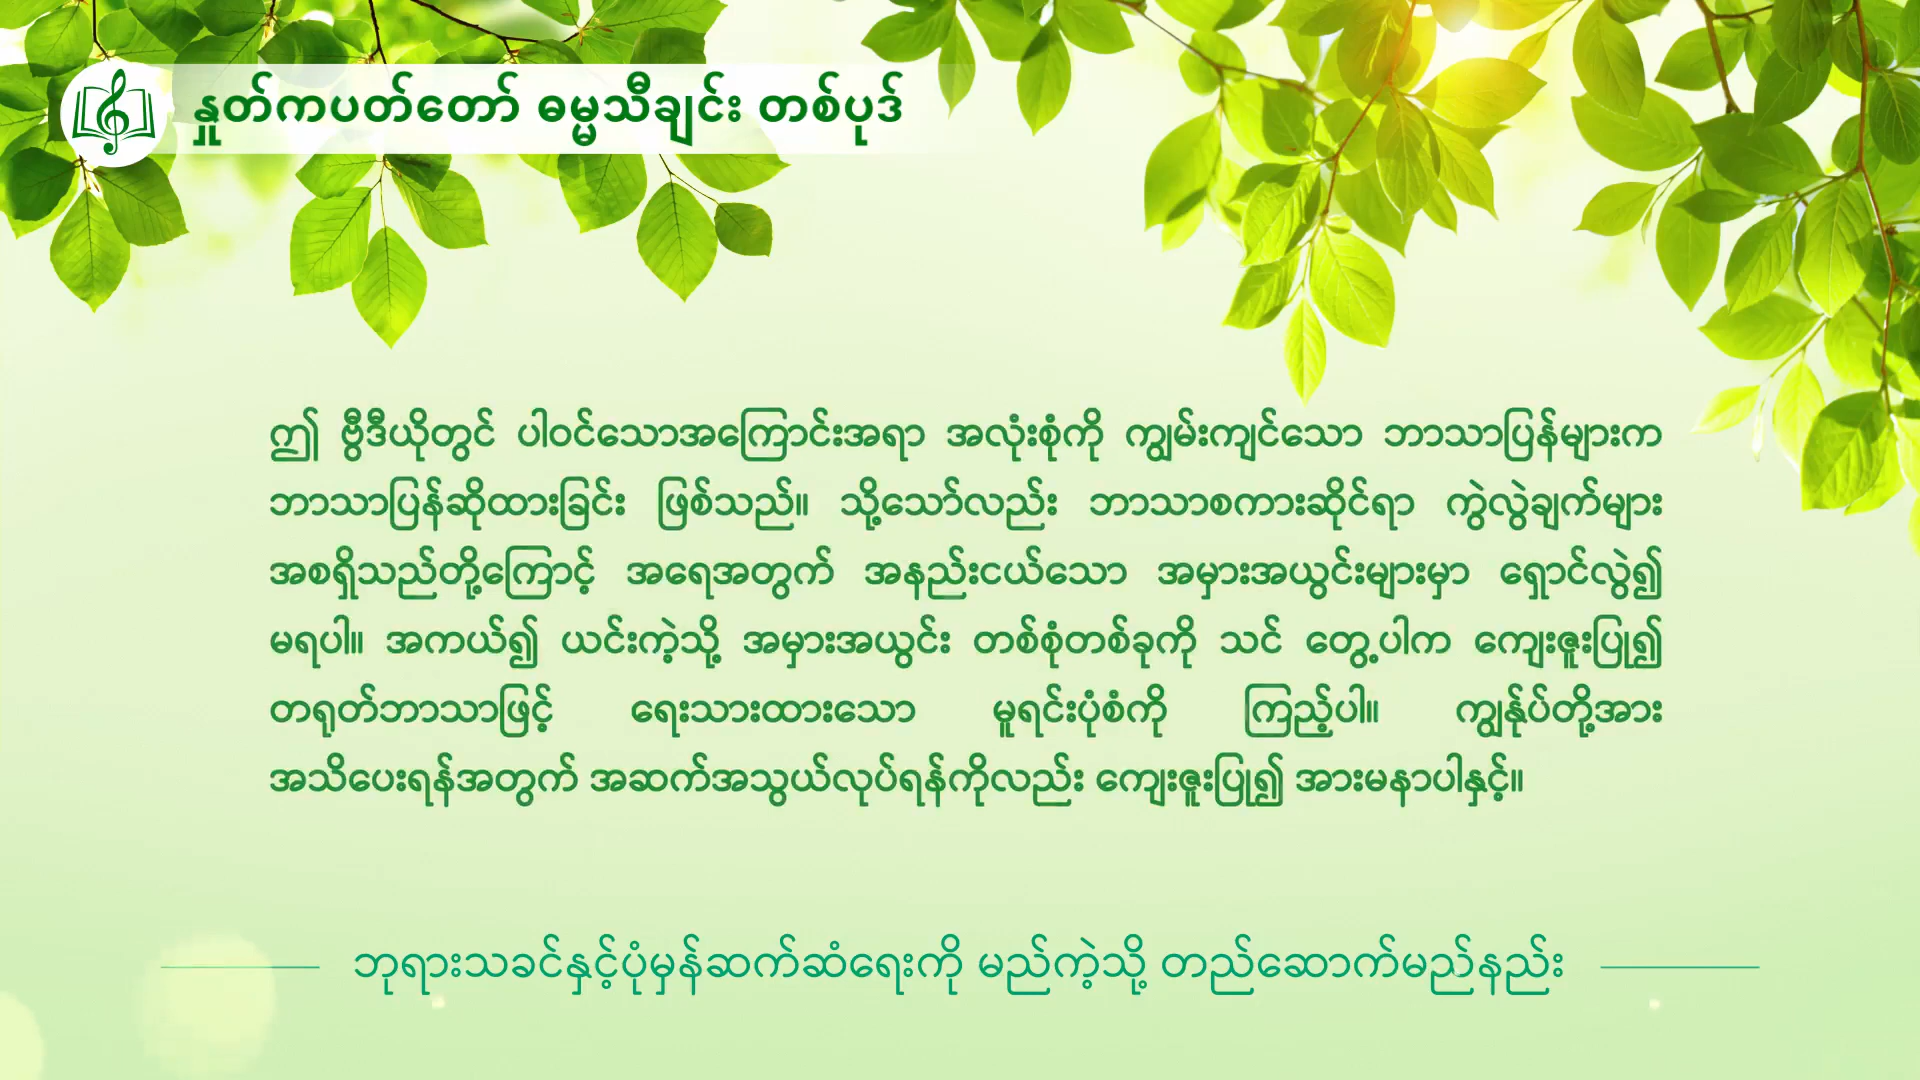 နှုတ်ကပတ်တော် ဓမ္မသီချင်း တစ်ပုဒ်
ဤ ဗွီဒီယိုတွင် ပါဝင်သောအကြောင်းအရာ အလုံးစုံကို ကျွမ်းကျင်သော ဘာသာပြန်များက
ဘာသာပြန်ဆိုထားခြင်း ဖြစ်သည်။ သို့သော်လည်း ဘာသာစကားဆိုင်ရာ ကွဲလွဲချက်များ
အစရှိသည်တို့ကြောင့် အရေအတွက် အနည်းငယ်သော အမှားအယွင်းများမှာ ရှောင်လွှဲ၍
မရပါ။ အကယ်၍ ယင်းကဲ့သို့ အမှားအယွင်း တစ်စုံတစ်ခုကို သင် တွေ့ပါက ကျေးဇူးပြု၍
တရုတ်ဘာသာဖြင့် ရေးသားထားသော မူရင်းပုံစံကို ကြည့်ပါ။ ကျွန်ုပ်တို့အား
အသိပေးရန်အတွက် အဆက်အသွယ်လုပ်ရန်ကိုလည်း ကျေးဇူးပြု၍ အားမနာပါနှင့်။
ဘုရားသခင်နှင့်ပုံမှန်ဆက်ဆံရေးကို မည်ကဲ့သို့ တည်ဆောက်မည်နည်း